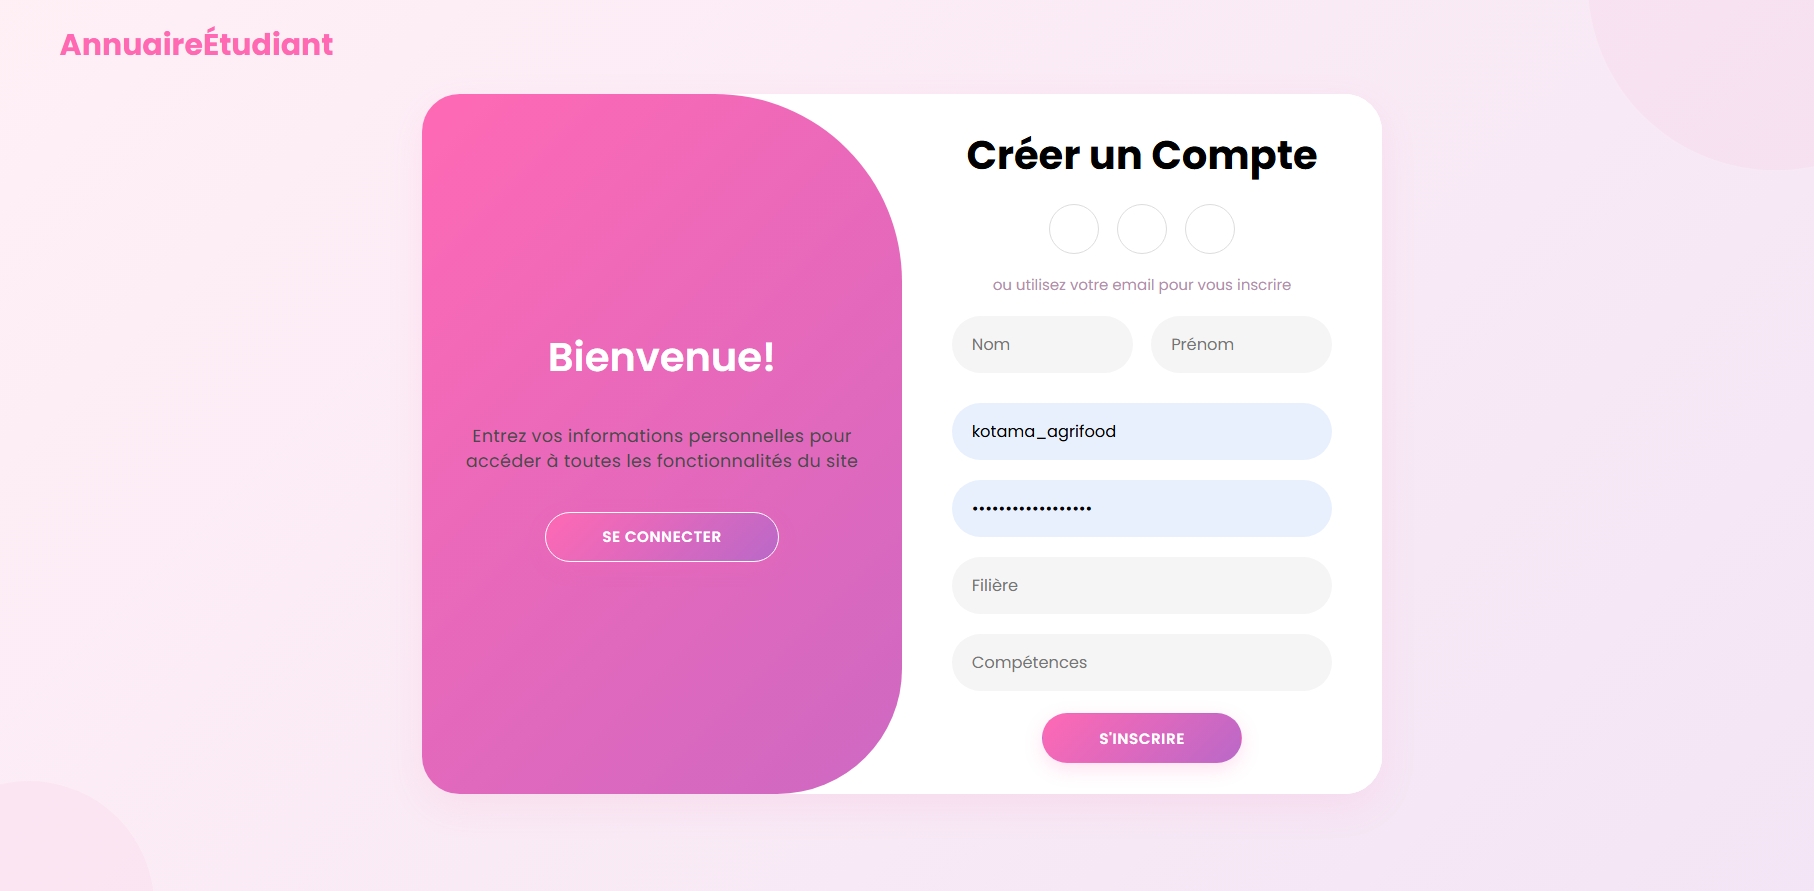 AnnuaireÉtudiant
Bienvenue!
Entrez vos informations personnelles pour
accéder à toutes les fonctionnalités du site
SE CONNECTER
Créer un Compte
ou utilisez votre email pour vous inscrire
Nom
Prénom
kotama_agrifood
••••••••••••••••••
Filière
Compétences
S'INSCRIRE